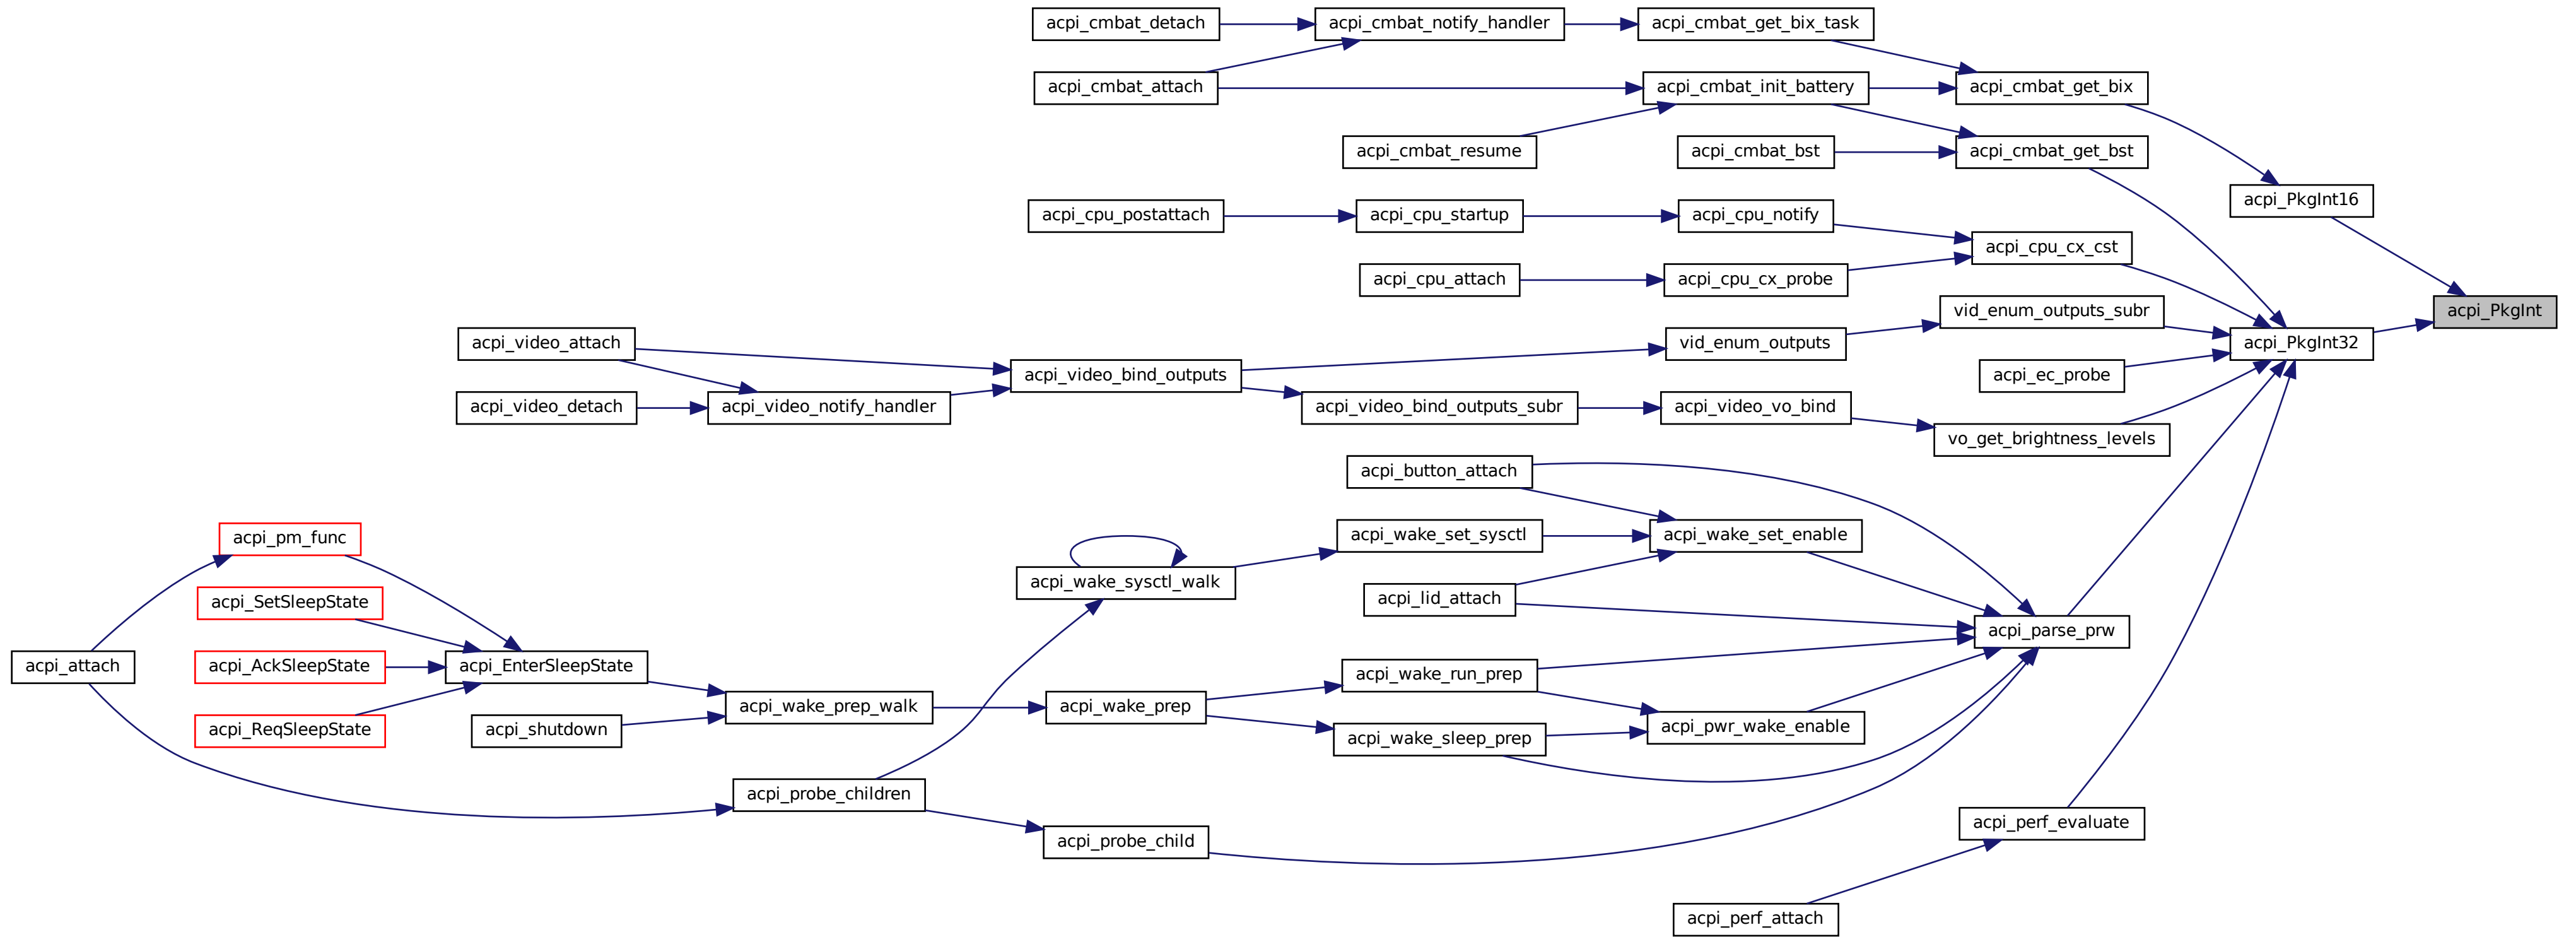 acpi_cmbat_detach
acpi_cmbat_notify_handler
acpi_cmbat_get_bix_task
acpi_cmbat_attach
acpi_cmbat_init_battery
acpi_cmbat_get_bix
acpi_cmbat_resume
acpi_cmbat_bst
acpi_cmbat_get_bst
acpi_PkgInt16
acpi_cpu_postattach
acpi_cpu_startup
acpi_cpu_notify
acpi_cpu_cx_cst
acpi_cpu_attach
acpi_cpu_cx_probe
acpi_PkgInt
vid_enum_outputs_subr
acpi_video_attach
vid_enum_outputs
acpi_PkgInt32
acpi_video_bind_outputs
acpi_ec_probe
acpi_video_detach
acpi_video_notify_handler
acpi_video_bind_outputs_subr
acpi_video_vo_bind
vo_get_brightness_levels
acpi_button_attach
acpi_pm_func
acpi_wake_set_sysctl
acpi_wake_set_enable
acpi_wake_sysctl_walk
acpi_SetSleepState
acpi_lid_attach
acpi_parse_prw
acpi_attach
acpi_AckSleepState
acpi_EnterSleepState
acpi_wake_run_prep
acpi_wake_prep_walk
acpi_wake_prep
acpi_ReqSleepState
acpi_shutdown
acpi_wake_sleep_prep
acpi_pwr_wake_enable
acpi_probe_children
acpi_perf_evaluate
acpi_probe_child
acpi_perf_attach